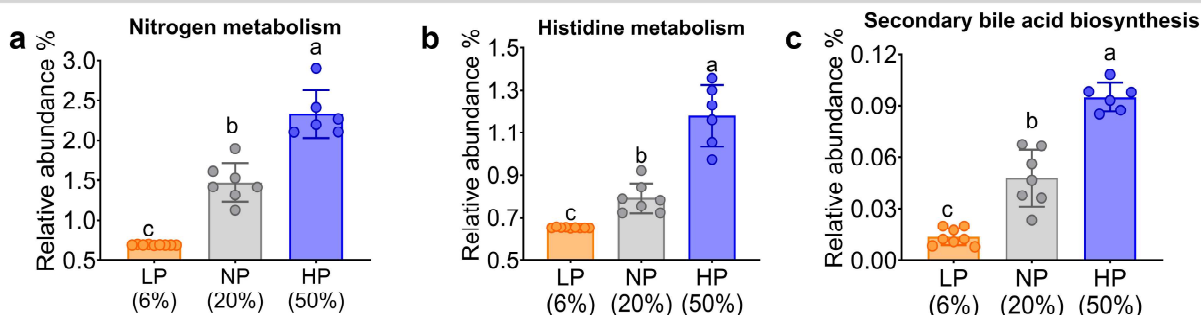 a
Nitrogen metabolism
Relative abundance %
3.0
2.5
2.0
1.5
1.0
0.5
c
b
a
LP
(6%)
NP
(20%)
HP
(50%)
b
Histidine metabolism
Relative abundance %
1.5
1.3
1.1
0.9
0.7
0.5
c
b
a
LP
(6%)
NP
(20%)
HP
(50%)
c
Secondary bile acid biosynthesis
Relative abundance %
0.12
0.09
0.06
0.03
0.00
c
b
a
LP
(6%)
NP
(20%)
HP
(50%)